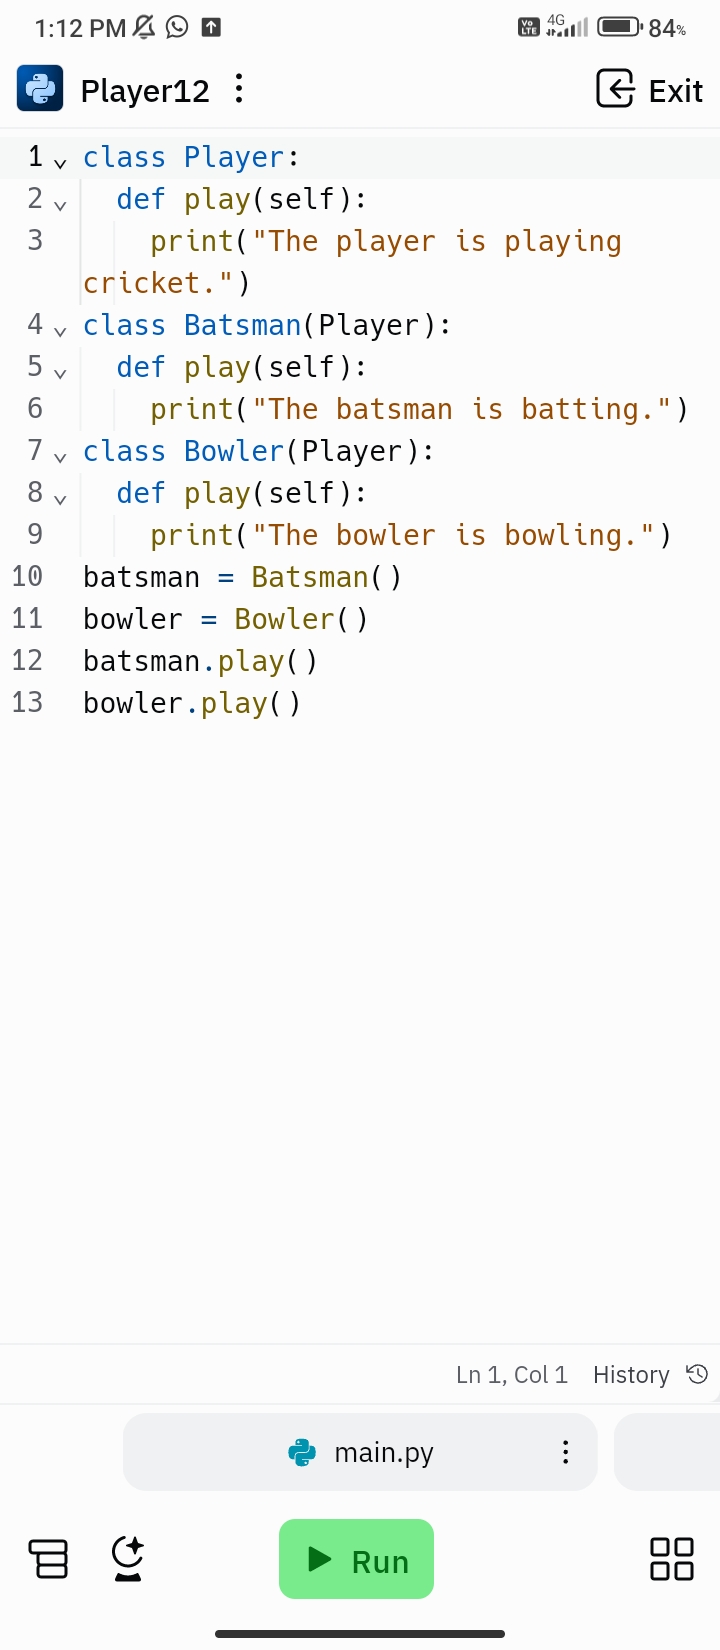 1:12 PM
Vo LTE 4G 84%
Player12
Exit
1 class Player:
2 def play(self):
3 print("The player is playing
cricket.")
4 class Batsman(Player):
5 def play(self):
6 print("The batsman is batting.")
7 class Bowler(Player):
8 def play(self):
9 print("The bowler is bowling.")
10 batsman = Batsman()
11 bowler = Bowler()
12 batsman.play()
13 bowler.play()
Ln 1, Col 1 History
main.py
Run